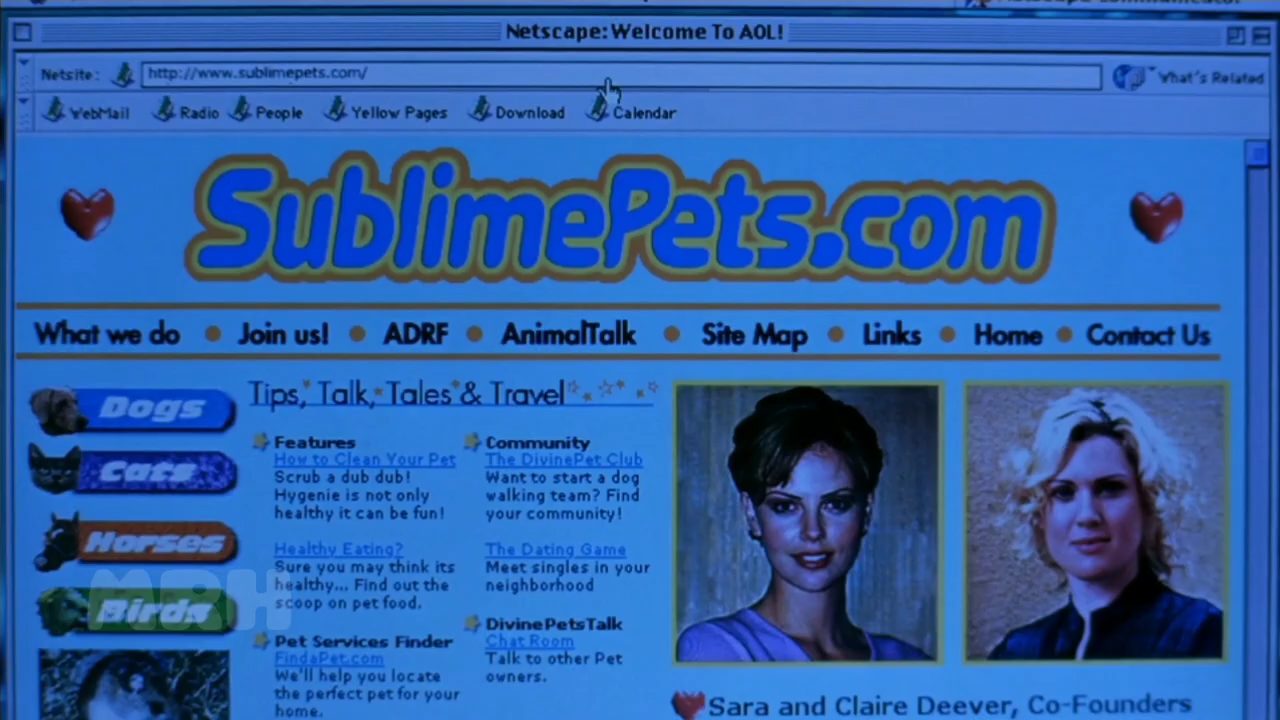 Netscape: Welcome To AOL!
Netsite: http://www.sublimepets.com/ What's Related
WebMail Radio People Yellow Pages Download Calendar
SublimePets.com
What we do Join us! ADRF AnimalTalk Site Map Links Home Contact Us
Dogs
Cats
Horses
Birds
Tips, Talk, Tales & Travel
Features
How to Clean Your Pet
Scrub a dub dub!
Hygenie is not only
healthy it can be fun!
Healthy Eating?
Sure you may think its
healthy... Find out the
scoop on pet food.
Pet Services Finder
FindaPet.com
We'll help you locate
the perfect pet for your
home.
Community
The DivinePet Club
Want to start a dog
walking team? Find
your community!
The Dating Game
Meet singles in your
neighborhood
DivinePetsTalk
Chat Room
Talk to other Pet
owners.
Sara and Claire Deever, Co-Founders
MRH